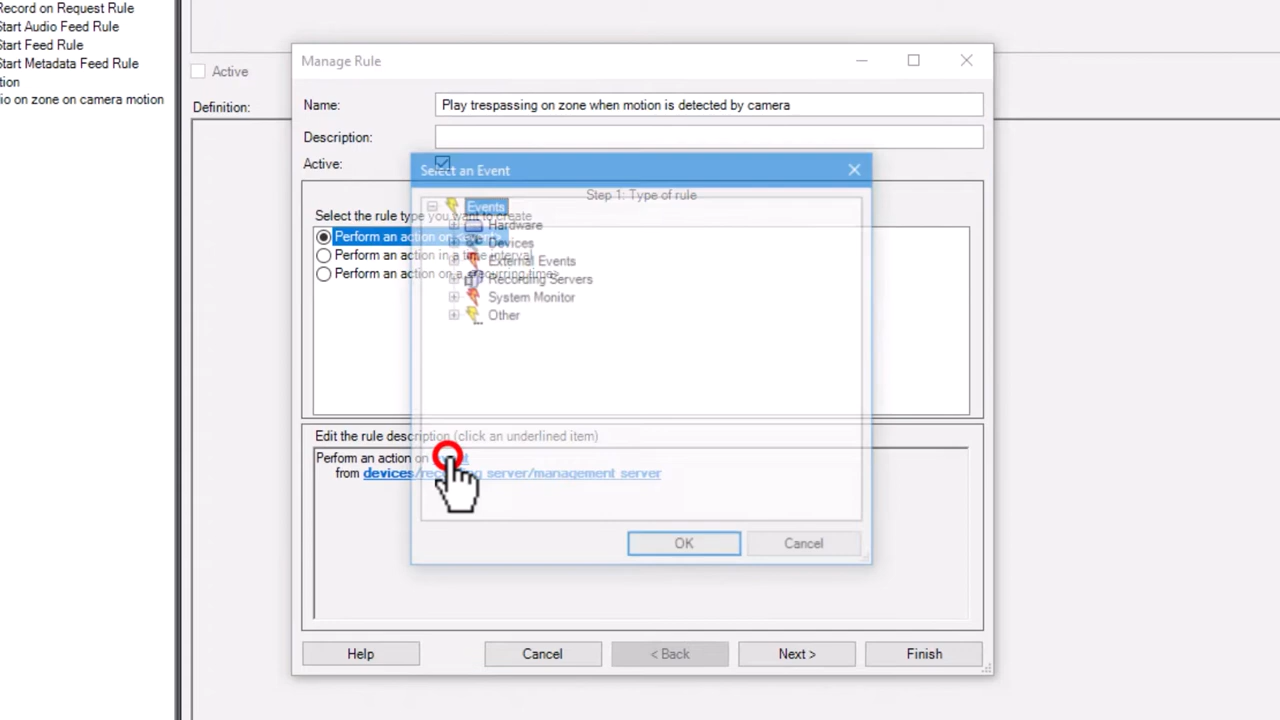 Record on Request Rule
Start Audio Feed Rule
Start Feed Rule
Start Metadata Feed Rule
tion
io on zone on camera motion
Active
Definition:
Manage Rule
Name:
Play trespassing on zone when motion is detected by camera
Description:
Active:
Select an Event
Step 1: Type of rule
Select the rule type you want to create
Perform an action on <event>
Perform an action in a time interval
Perform an action on a <recurring time>
Events
Hardware
Devices
External Events
Recording Servers
System Monitor
Other
Edit the rule description (click an underlined item)
Perform an action on event
from devices/recording server/management server
OK
Cancel
Help
Cancel
< Back
Next >
Finish